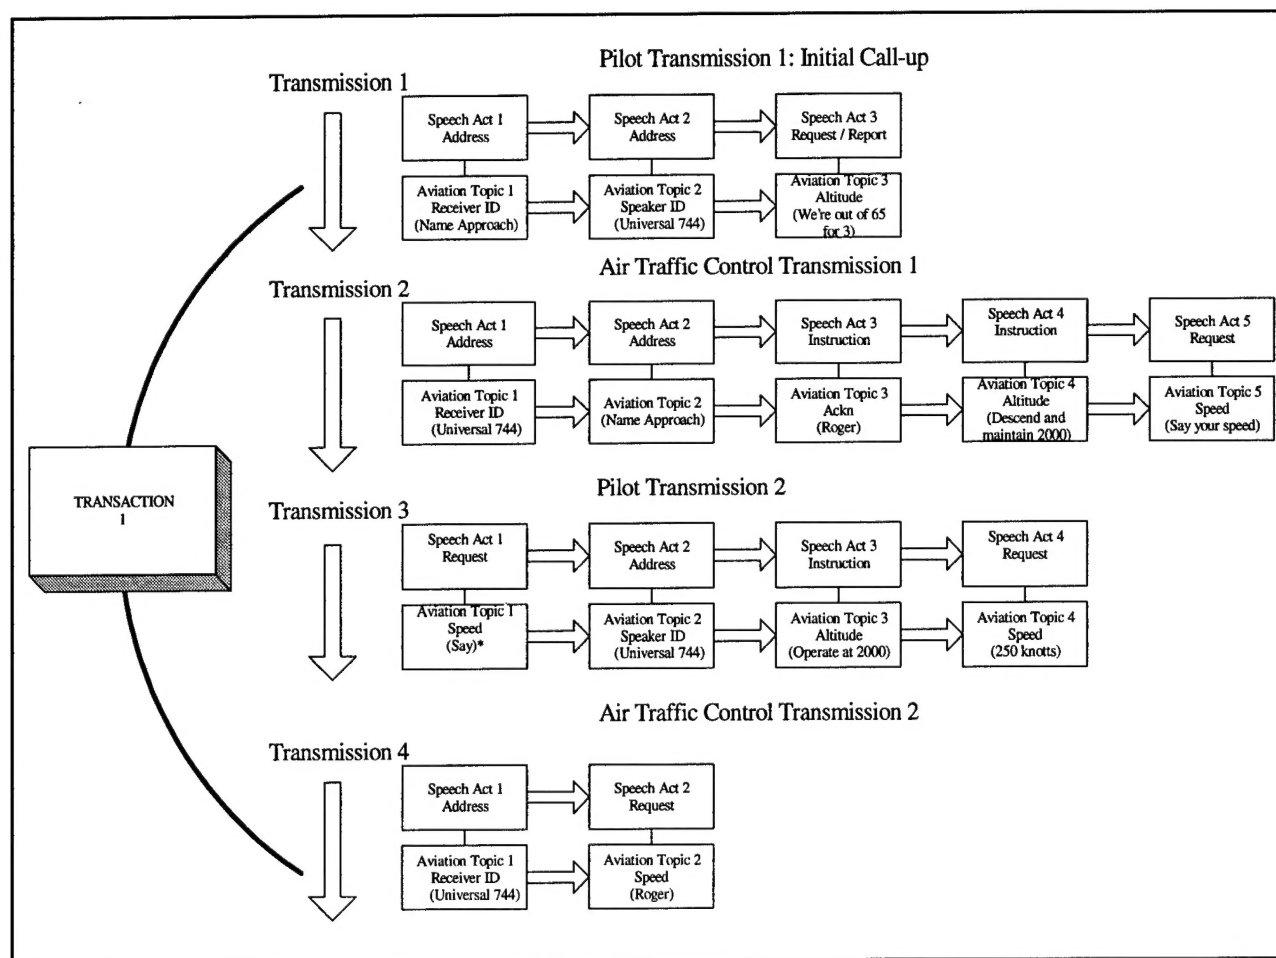 Pilot Transmission 1: Initial Call-up
Transmission 1
Speech Act 1
Address
Speech Act 2
Address
Speech Act 3
Request / Report
Aviation Topic 1
Receiver ID
(Name Approach)
Aviation Topic 2
Speaker ID
(Universal 744)
Aviation Topic 3
Altitude
(We're out of 65
for 3)
Air Traffic Control Transmission 1
Transmission 2
Speech Act 1
Address
Speech Act 2
Address
Speech Act 3
Instruction
Speech Act 4
Instruction
Speech Act 5
Request
Aviation Topic 1
Receiver ID
(Universal 744)
Aviation Topic 2
(Name Approach)
Aviation Topic 3
Ackn
(Roger)
Aviation Topic 4
Altitude
(Descend and
maintain 2000)
Aviation Topic 5
Speed
(Say your speed)
TRANSACTION
1
Pilot Transmission 2
Transmission 3
Speech Act 1
Request
Speech Act 2
Address
Speech Act 3
Instruction
Speech Act 4
Request
Aviation Topic 1
Speed
(Say)*
Aviation Topic 2
Speaker ID
(Universal 744)
Aviation Topic 3
Altitude
(Operate at 2000)
Aviation Topic 4
Speed
(250 knotts)
Air Traffic Control Transmission 2
Transmission 4
Speech Act 1
Address
Speech Act 2
Request
Aviation Topic 1
Receiver ID
(Universal 744)
Aviation Topic 2
Speed
(Roger)